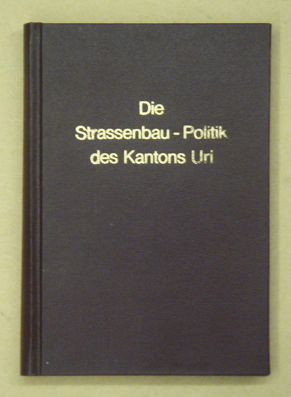 Die
Strassenbau - Politik
des Kantons Uri